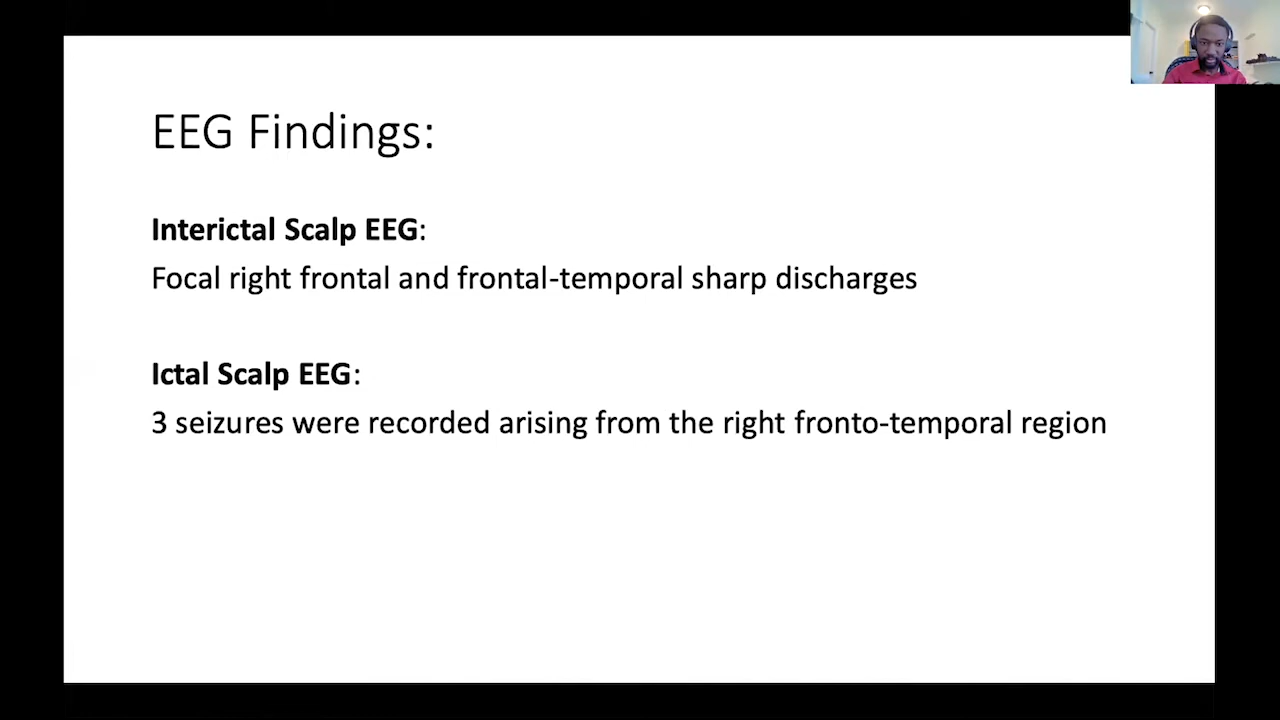 EEG Findings:
Interictal Scalp EEG:
Focal right frontal and frontal-temporal sharp discharges
Ictal Scalp EEG:
3 seizures were recorded arising from the right fronto-temporal region